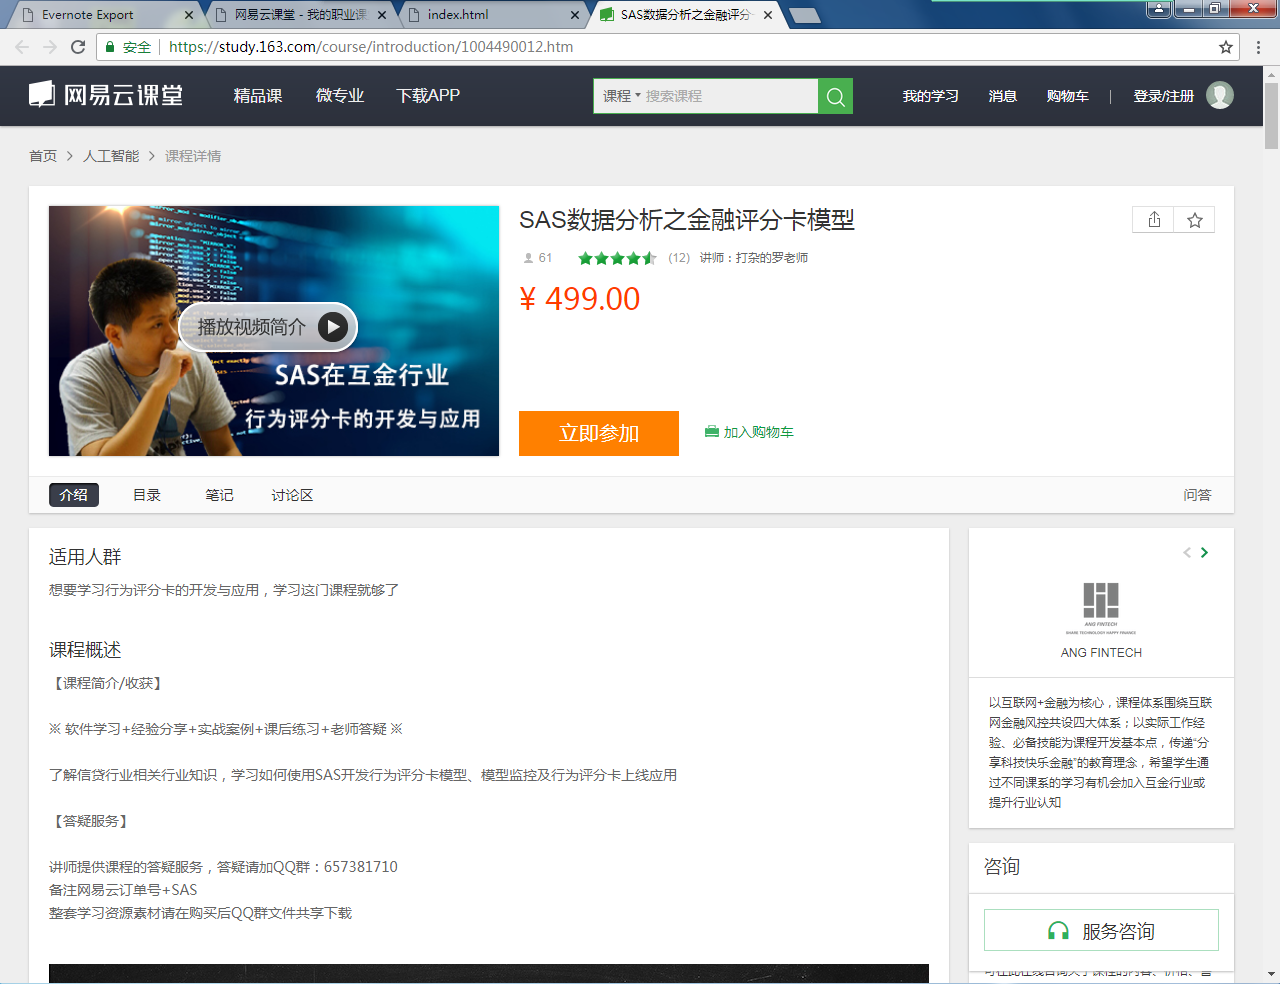 Evernote Export
网易云课堂 - 我的职业课
index.html
SAS数据分析之金融评分
安全
https://study.163.com/course/introduction/1004490012.htm
网易云课堂
精品课
微专业
下载APP
课程
搜索课程
我的学习
消息
购物车
登录/注册
首页 > 人工智能 > 课程详情
播放视频简介
SAS在互金行业
行为评分卡的开发与应用
SAS数据分析之金融评分卡模型
61
(12)
讲师：打杂的罗老师
¥ 499.00
立即参加
加入购物车
介绍
目录
笔记
讨论区
问答
适用人群
想要学习行为评分卡的开发与应用，学习这门课程就够了
课程概述
【课程简介/收获】
※ 软件学习+经验分享+实战案例+课后练习+老师答疑 ※
了解信贷行业相关行业知识，学习如何使用SAS开发行为评分卡模型、模型监控及行为评分卡上线应用
【答疑服务】
讲师提供课程的答疑服务，答疑请加QQ群：657381710
备注网易云订单号+SAS
整套学习资源素材请在购买后QQ群文件共享下载
ANG FINTECH
SHARE TECHNOLOGY HAPPY FINANCE
ANG FINTECH
以互联网+金融为核心，课程体系围绕互联
网金融风控共设四大体系；以实际工作经
验、必备技能为课程开发基本点，传递“分
享科技快乐金融”的教育理念，希望学生通
过不同课系的学习有机会加入互金行业或
提升行业认知
咨询
服务咨询